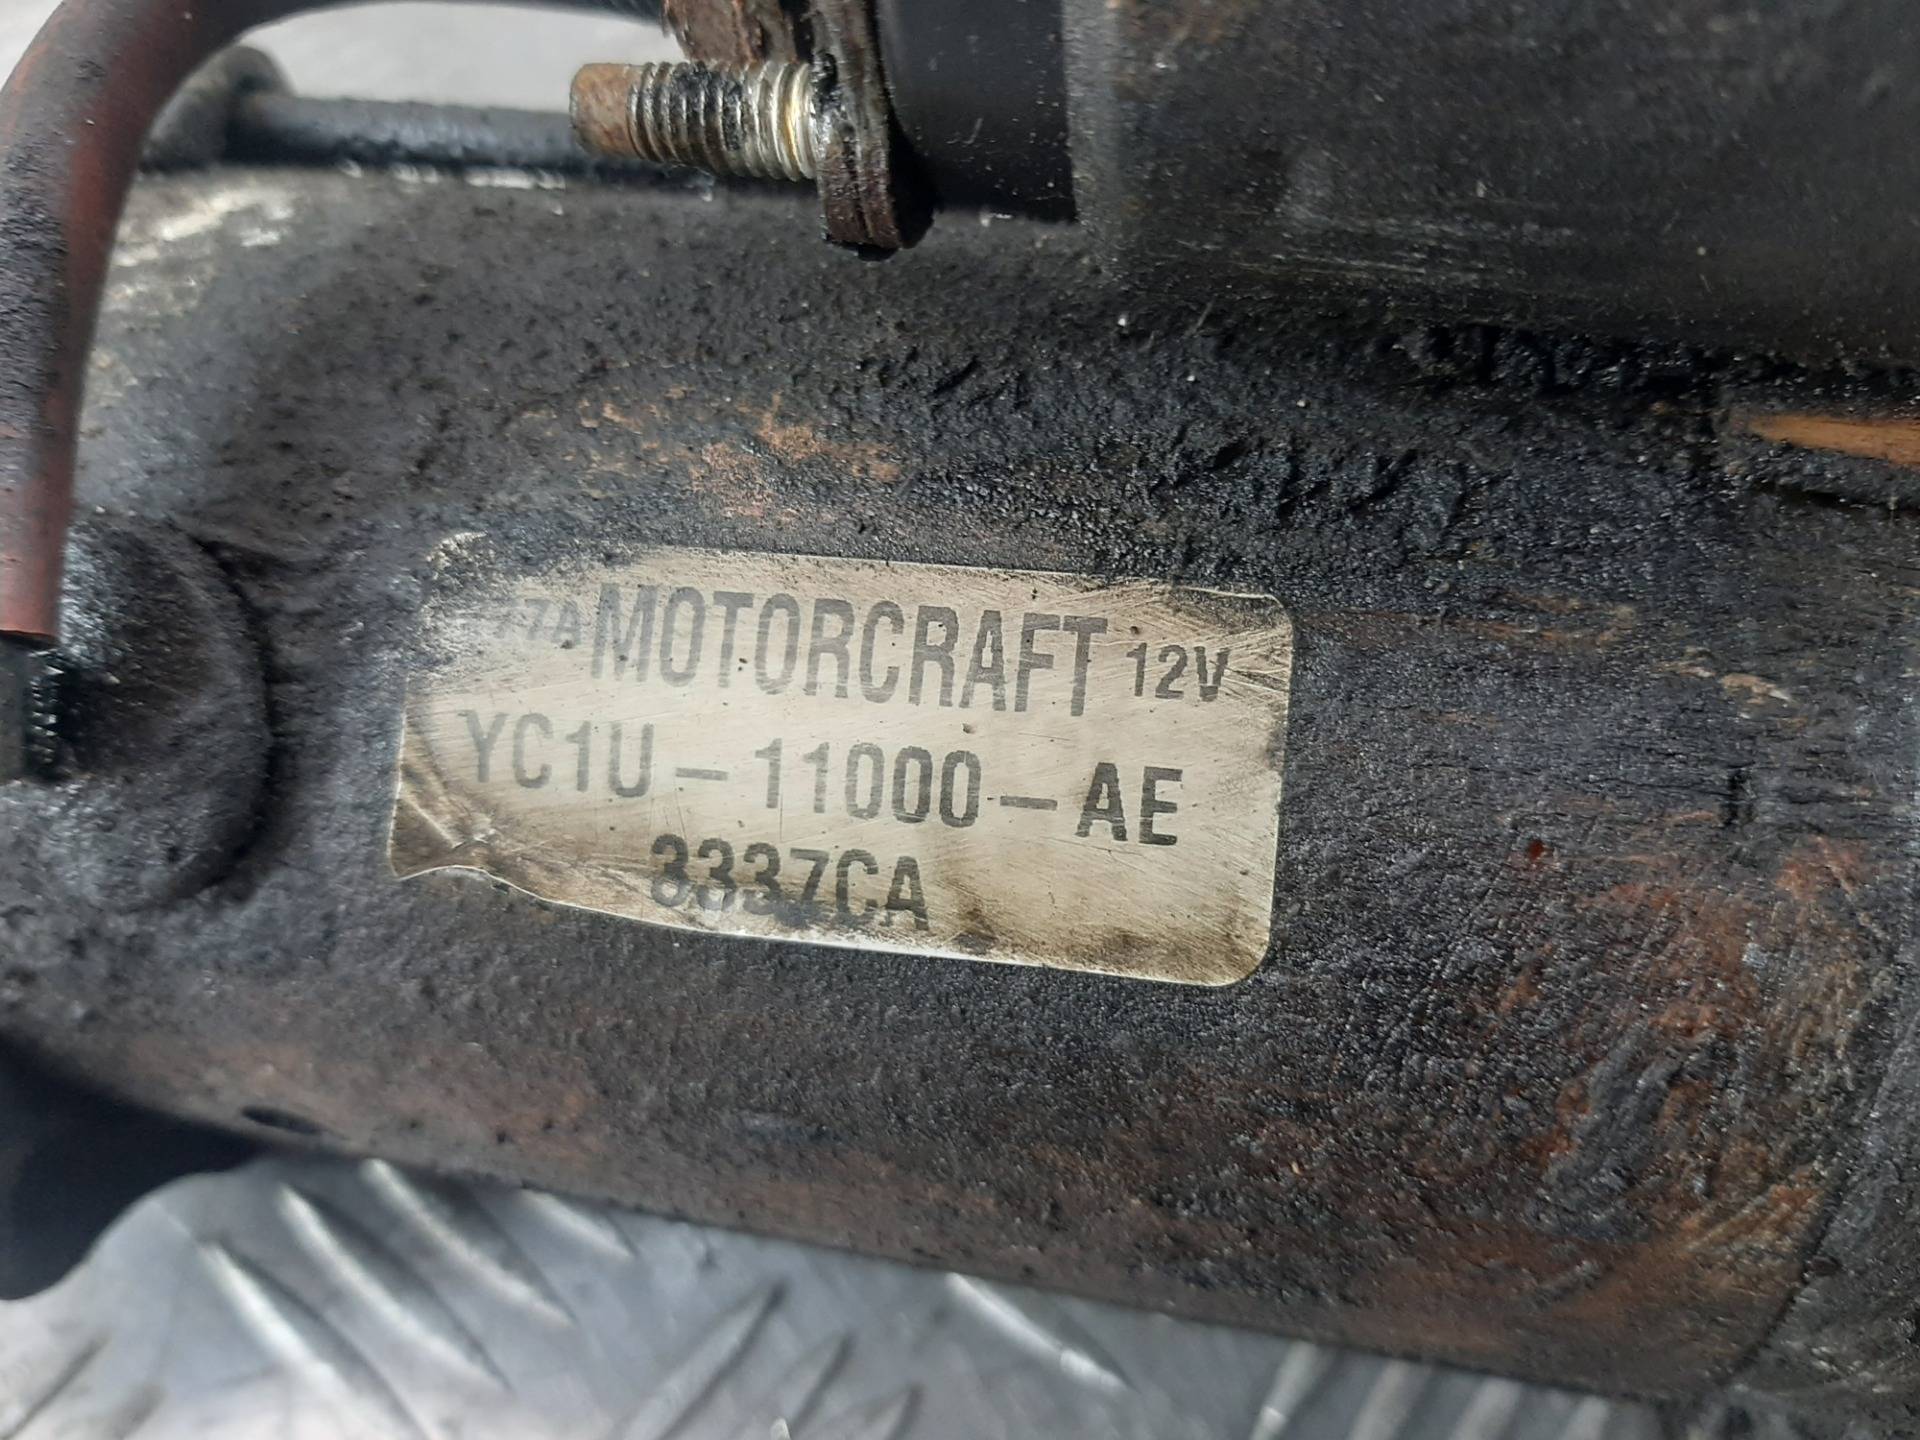 MOTORCRAFT 12V
YC1U-11000-AE
3337CA